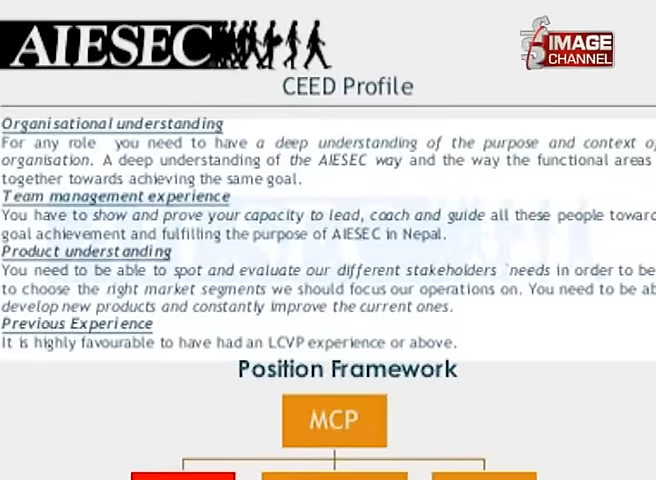 AIESEC
IMAGE
CHANNEL
CEED Profile
Organisational understanding
For any role you need to have a deep understanding of the purpose and context of
organisation. A deep understanding of the AIESEC way and the way the functional areas
together towards achieving the same goal.
Team management experience
You have to show and prove your capacity to lead, coach and guide all these people toward
goal achievement and fulfilling the purpose of AIESEC in Nepal.
Product understanding
You need to be able to spot and evaluate our different stakeholders `needs in order to be
to choose the right market segments we should focus our operations on. You need to be
develop new products and constantly improve the current ones.
Previous Experience
It is highly favourable to have had an LCVP experience or above.
Position Framework
MCP